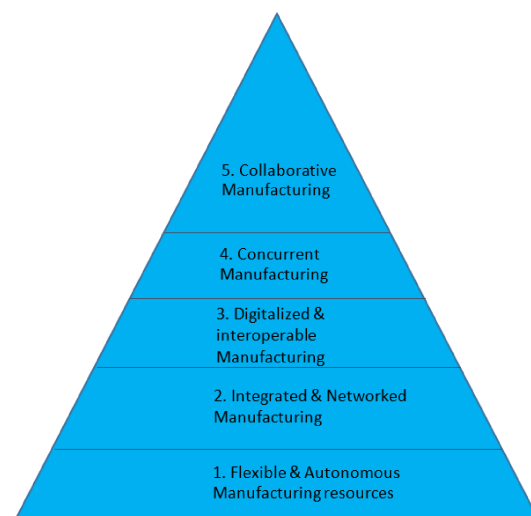 5. Collaborative
Manufacturing
4. Concurrent
Manufacturing
3. Digitalized &
interoperable
Manufacturing
2. Integrated & Networked
Manufacturing
1. Flexible & Autonomous
Manufacturing resources